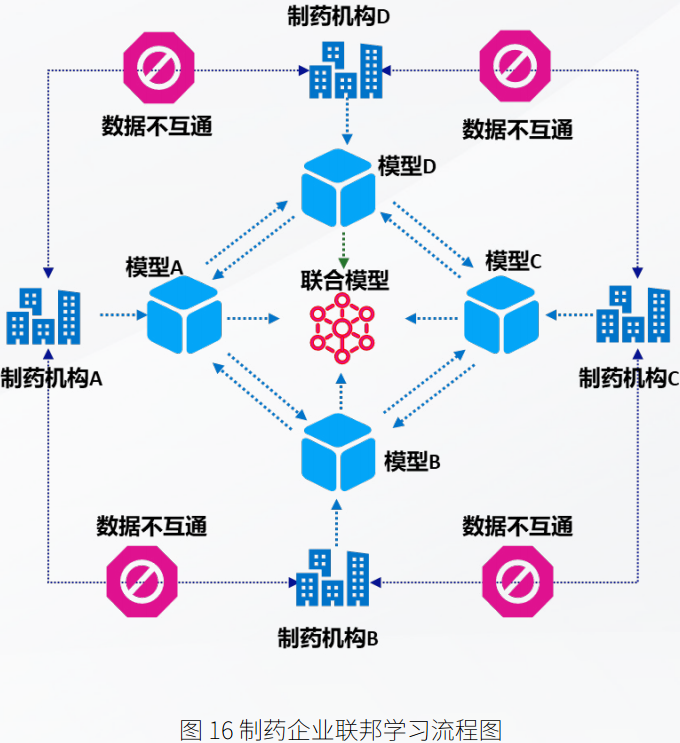 制药机构D
数据不互通
数据不互通
模型D
模型A
模型C
联合模型
制药机构A
制药机构C
模型B
数据不互通
数据不互通
制药机构B
图 16 制药企业联邦学习流程图